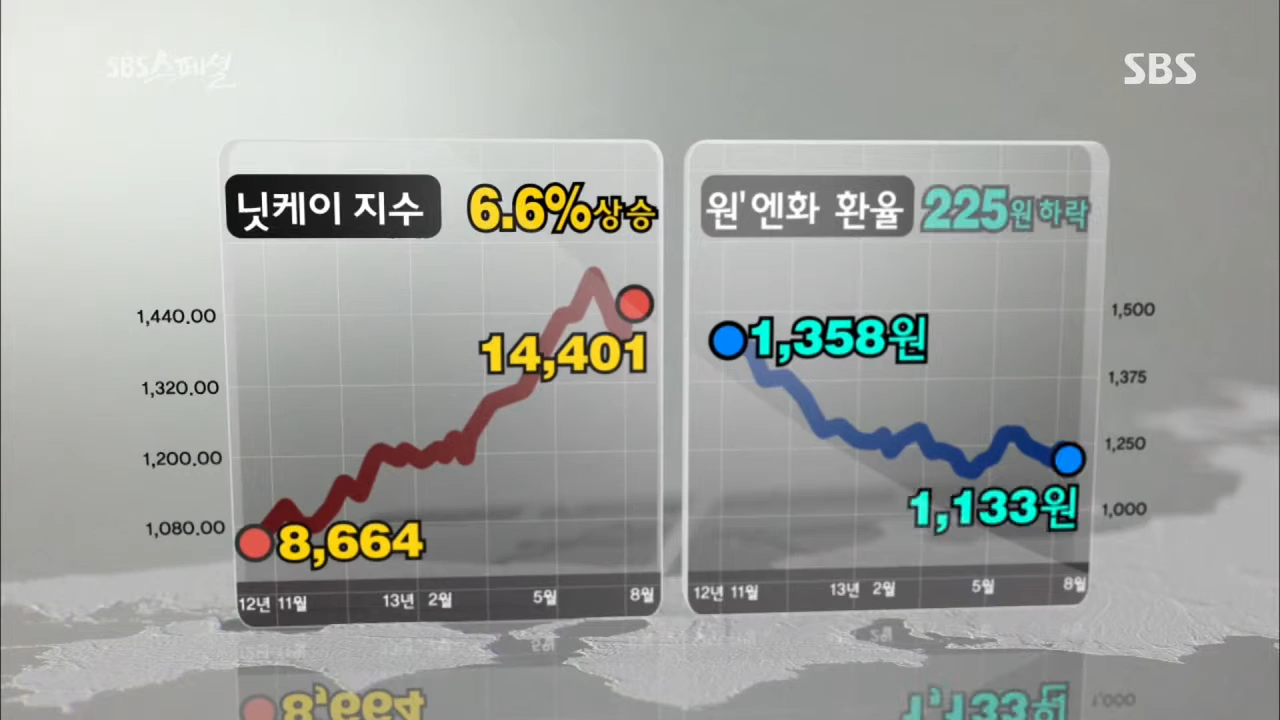 SBS스페셜
SBS
닛케이 지수 6.6%상승
1,440.00
1,320.00
1,200.00
1,080.00
14,401
8,664
12년 11월 13년 2월 5월 8월
원'엔화 환율 225원하락
1,358원
1,133원
1,500
1,375
1,250
1,000
12년 11월 13년 2월 5월 8월